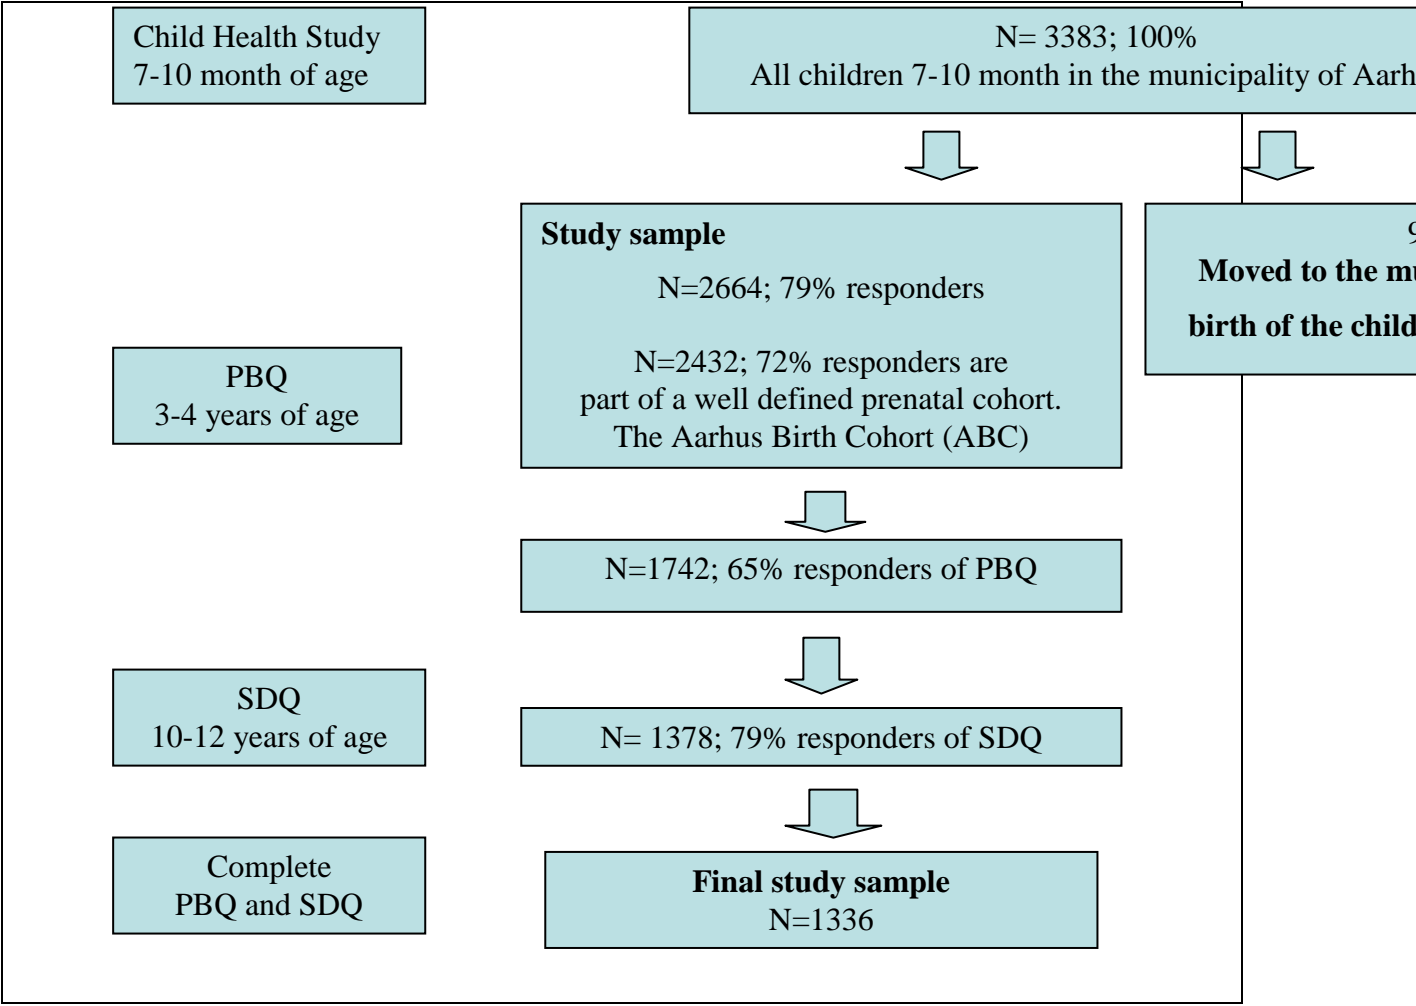 Child Health Study
7-10 month of age
N= 3383; 100%
All children 7-10 month in the municipality of
Study sample
N=2664; 79% responders
N=2432; 72% responders are
part of a well defined prenatal cohort.
The Aarhus Birth Cohort (ABC)
Moved to the
birth of the child
PBQ
3-4 years of age
N=1742; 65% responders of PBQ
SDQ
10-12 years of age
N= 1378; 79% responders of SDQ
Complete
PBQ and SDQ
Final study sample
N=1336